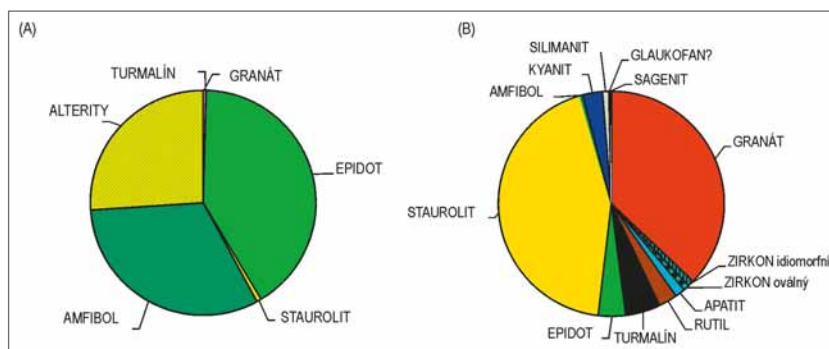 (A)
TURMALÍN
GRANÁT
ALTERITY
EPIDOT
AMFIBOL
STAUROLIT
(B)
SILIMANIT
GLAUKOFAN?
KYANIT
SAGENIT
AMFIBOL
GRANÁT
STAUROLIT
ZIRKON idiomorfní
ZIRKON oválný
APATIT
EPIDOT
RUTIL
TURMALÍN